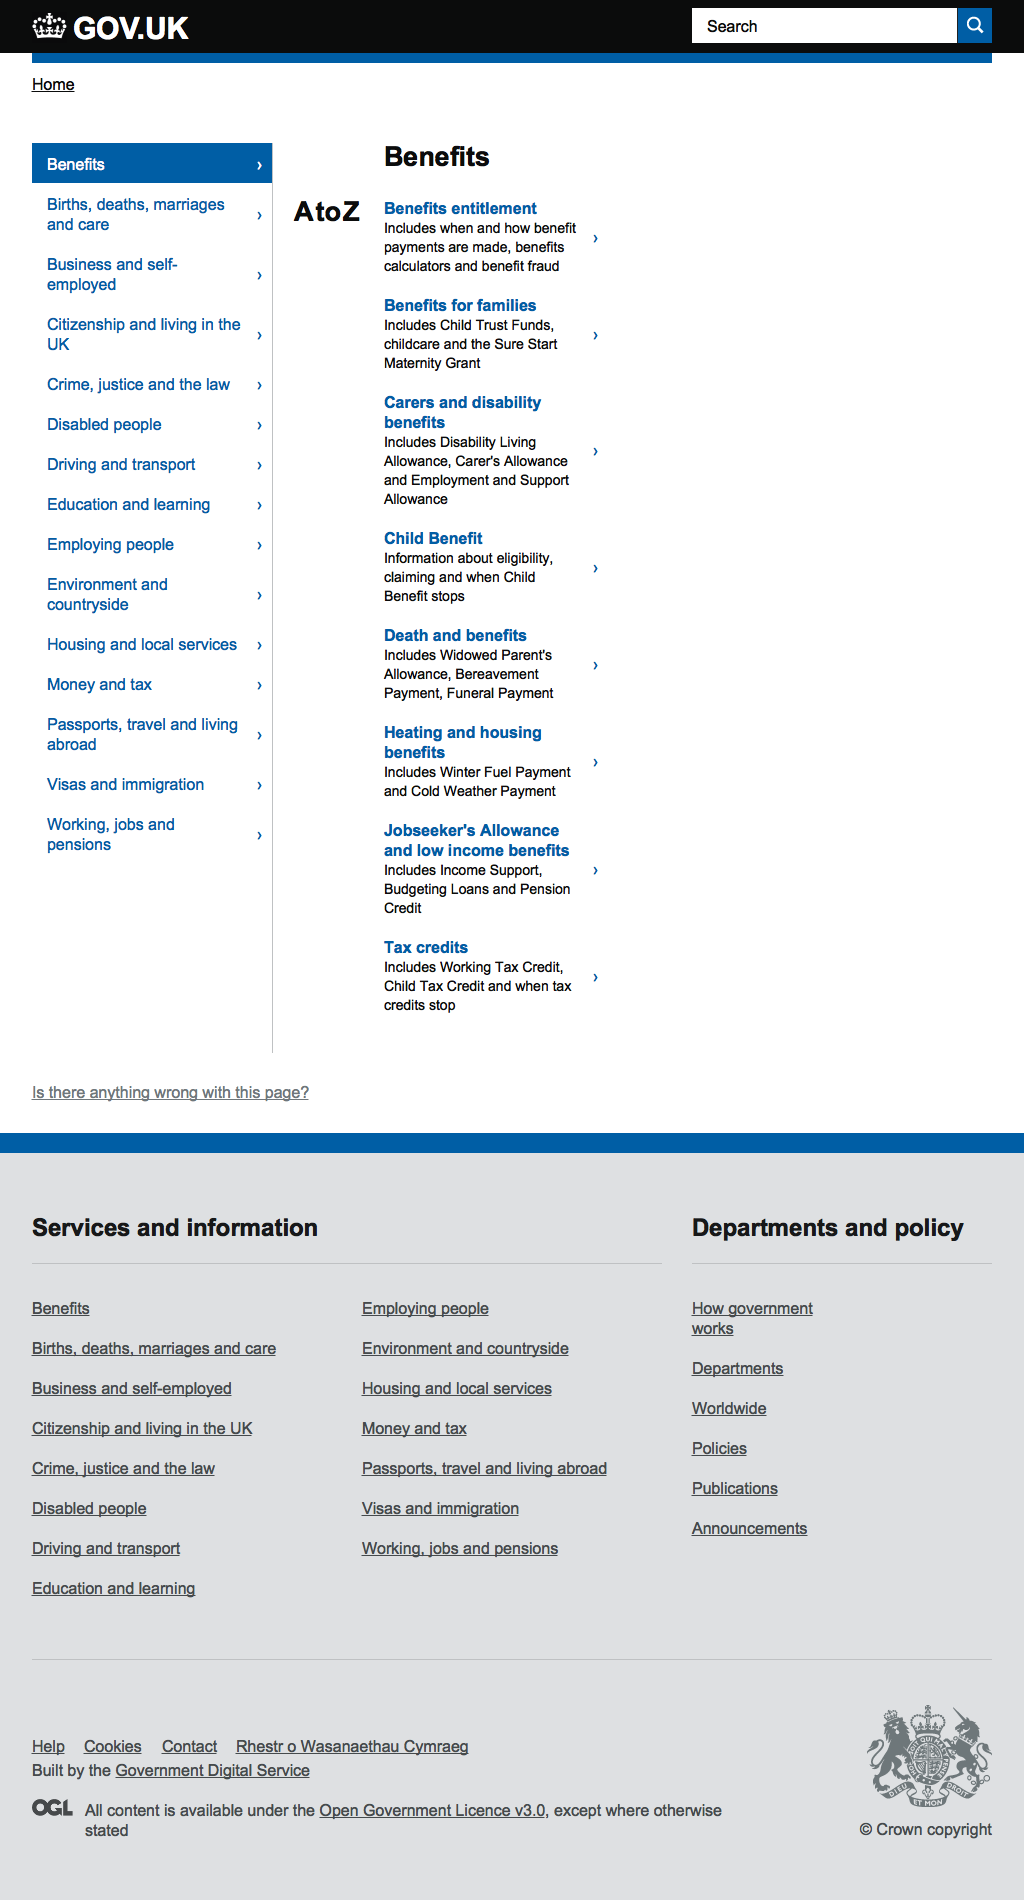 GOV.UK
Search
Home
Benefits ›
Births, deaths, marriages
and care ›
Business and self-
employed ›
Citizenship and living in the
UK ›
Crime, justice and the law ›
Disabled people ›
Driving and transport ›
Education and learning ›
Employing people ›
Environment and
countryside ›
Housing and local services ›
Money and tax ›
Passports, travel and living
abroad ›
Visas and immigration ›
Working, jobs and
pensions ›
A to Z
Benefits
Benefits entitlement
Includes when and how benefit
payments are made, benefits ›
calculators and benefit fraud
Benefits for families
Includes Child Trust Funds,
childcare and the Sure Start ›
Maternity Grant
Carers and disability
benefits
Includes Disability Living
Allowance, Carer's Allowance ›
and Employment and Support
Allowance
Child Benefit
Information about eligibility,
claiming and when Child ›
Benefit stops
Death and benefits
Includes Widowed Parent's
Allowance, Bereavement ›
Payment, Funeral Payment
Heating and housing
benefits
Includes Winter Fuel Payment ›
and Cold Weather Payment
Jobseeker's Allowance
and low income benefits
Includes Income Support, ›
Budgeting Loans and Pension
Credit
Tax credits
Includes Working Tax Credit,
Child Tax Credit and when tax ›
credits stop
Is there anything wrong with this page?
Services and information
Benefits
Births, deaths, marriages and care
Business and self-employed
Citizenship and living in the UK
Crime, justice and the law
Disabled people
Driving and transport
Education and learning
Employing people
Environment and countryside
Housing and local services
Money and tax
Passports, travel and living abroad
Visas and immigration
Working, jobs and pensions
Departments and policy
How government
works
Departments
Worldwide
Policies
Publications
Announcements
Help Cookies Contact Rhestr o Wasanaethau Cymraeg
Built by the Government Digital Service
OGL All content is available under the Open Government Licence v3.0, except where otherwise
stated
DIEU ET MON DROIT
© Crown copyright